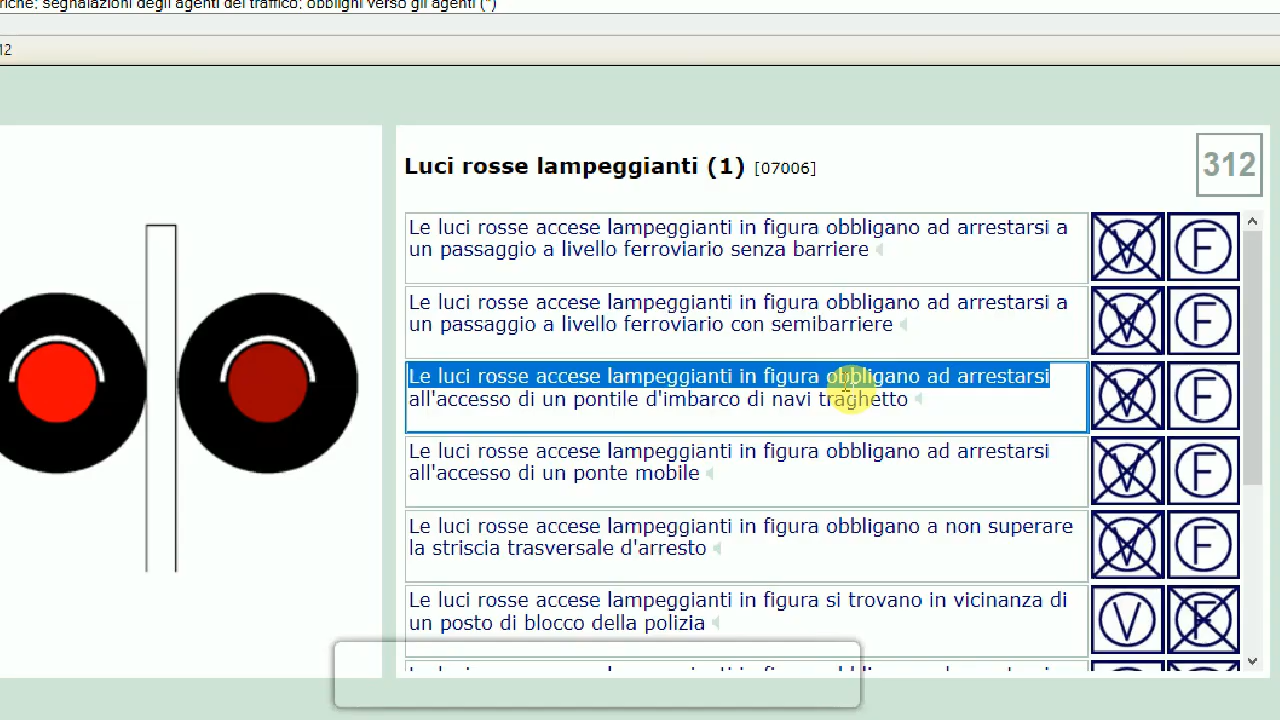 segnalazioni degli agenti del traffico; obblighi verso gli agenti (*)
12
Luci rosse lampeggianti (1) [07006]
312
Le luci rosse accese lampeggianti in figura obbligano ad arrestarsi a
un passaggio a livello ferroviario senza barriere
V F
Le luci rosse accese lampeggianti in figura obbligano ad arrestarsi a
un passaggio a livello ferroviario con semibarriere
V F
Le luci rosse accese lampeggianti in figura obbligano ad arrestarsi
all'accesso di un pontile d'imbarco di navi traghetto
V F
Le luci rosse accese lampeggianti in figura obbligano ad arrestarsi
all'accesso di un ponte mobile
V F
Le luci rosse accese lampeggianti in figura obbligano a non superare
la striscia trasversale d'arresto
V F
Le luci rosse accese lampeggianti in figura si trovano in vicinanza di
un posto di blocco della polizia
V F